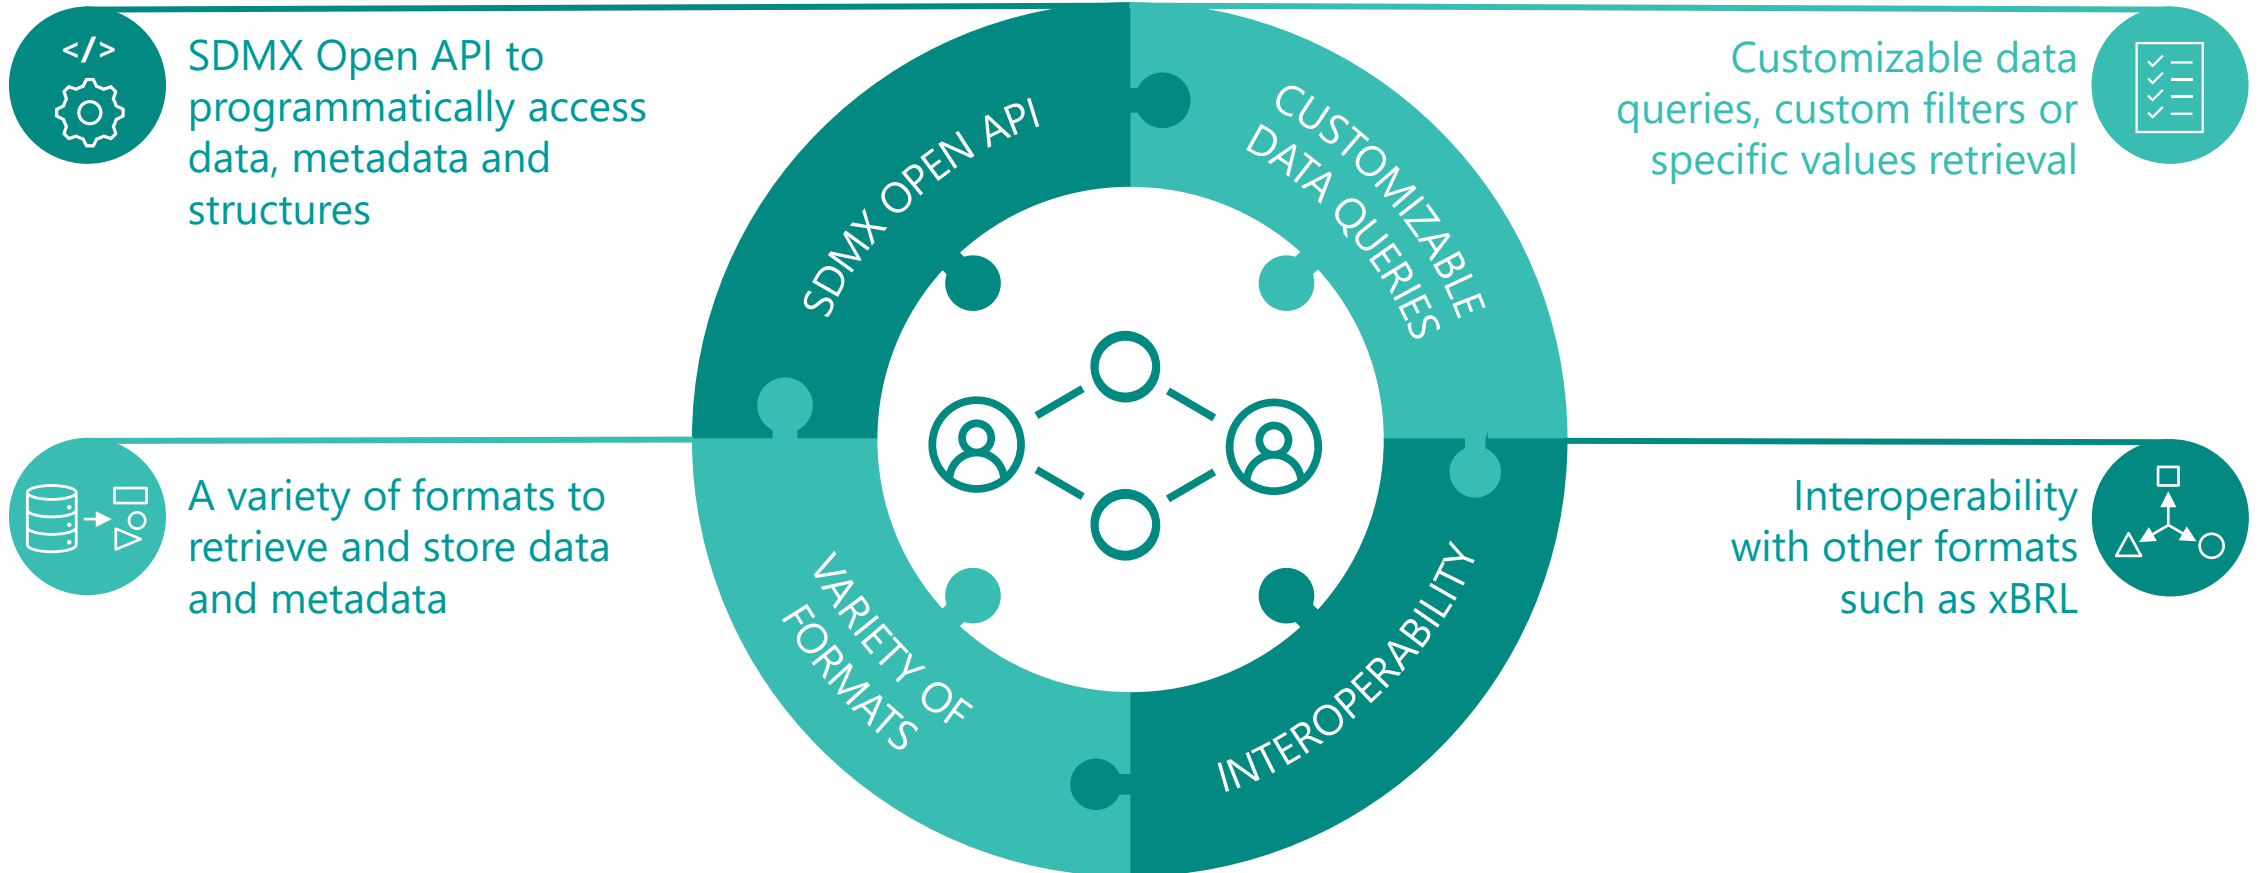 </>
SDMX Open API to
programmatically access
data, metadata and
structures
SDMX OPEN API
CUSTOMIZABLE
DATA QUERIES
Customizable data
queries, custom filters or
specific values retrieval
A variety of formats to
retrieve and store data
and metadata
VARIETY OF
FORMATS
INTEROPERABILITY
Interoperability
with other formats
such as xBRL